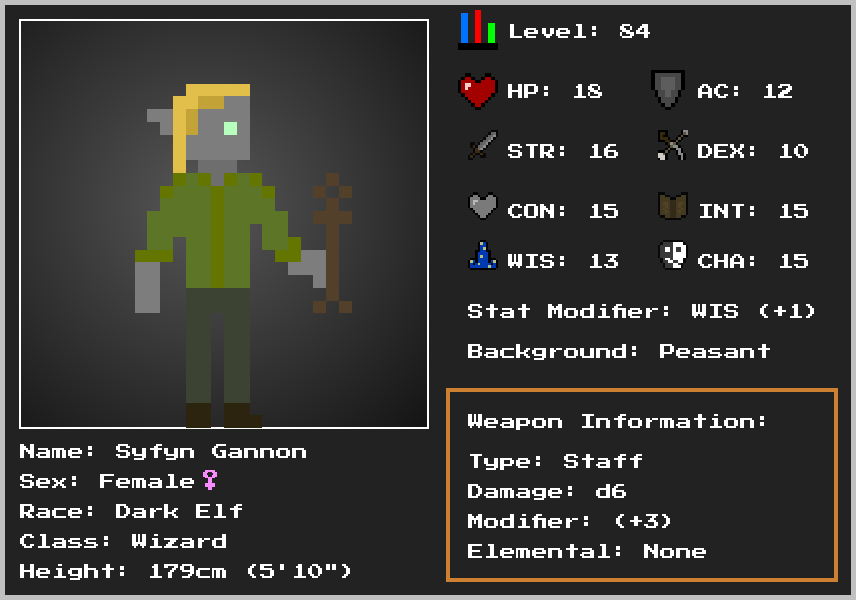 Level: 84
HP: 18
AC: 12
STR: 16
DEX: 10
CON: 15
INT: 15
WIS: 13
CHA: 15
Stat Modifier: WIS (+1)
Background: Peasant
Weapon Information:
Type: Staff
Damage: d6
Modifier: (+3)
Elemental: None
Name: Syfyn Gannon
Sex: Female♀
Race: Dark Elf
Class: Wizard
Height: 179cm (5'10")